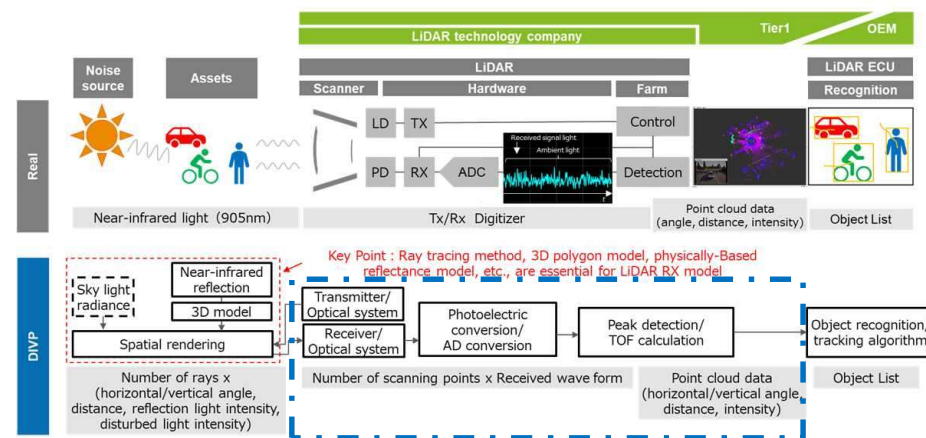 LiDAR technology company
Tier1
OEM
Noise
source
Assets
LiDAR
LiDAR ECU
Scanner
Hardware
Farm
Recognition
Real
LD
TX
Control
Received signal light
Ambient light
t
PD
RX
ADC
Detection
Near-infrared light (905nm)
Tx/Rx Digitizer
Point cloud data
(angle, distance, intensity)
Object List
Key Point : Ray tracing method, 3D polygon model, physically-Based
reflectance model, etc., are essential for LiDAR RX model
DIVP
Sky light
radiance
Near-infrared
reflection
3D model
Spatial rendering
Transmitter/
Optical system
Receiver/
Optical system
Photoelectric
conversion/
AD conversion
Peak detection/
TOF calculation
Object recognition/
tracking algorithm
Number of rays x
(horizontal/vertical angle,
distance, reflection light intensity,
disturbed light intensity)
Number of scanning points x Received wave form
Point cloud data
(horizontal/vertical angle,
distance, intensity)
Object List